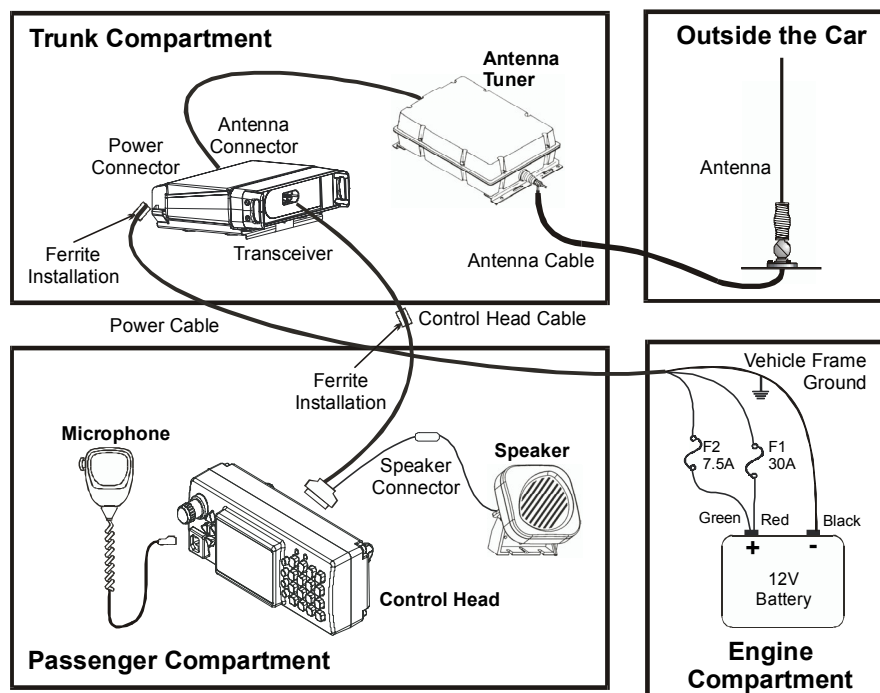 Trunk Compartment
Antenna
Tuner
Antenna
Connector
Power
Connector
Ferrite
Installation
Transceiver
Antenna Cable
Power Cable
Control Head Cable
Ferrite
Installation
Outside the Car
Antenna
Microphone
Speaker
Connector
Speaker
Control Head
Passenger Compartment
Vehicle Frame
Ground
F2
7.5A
F1
30A
Green
Red
Black
+
-
12V
Battery
Engine
Compartment